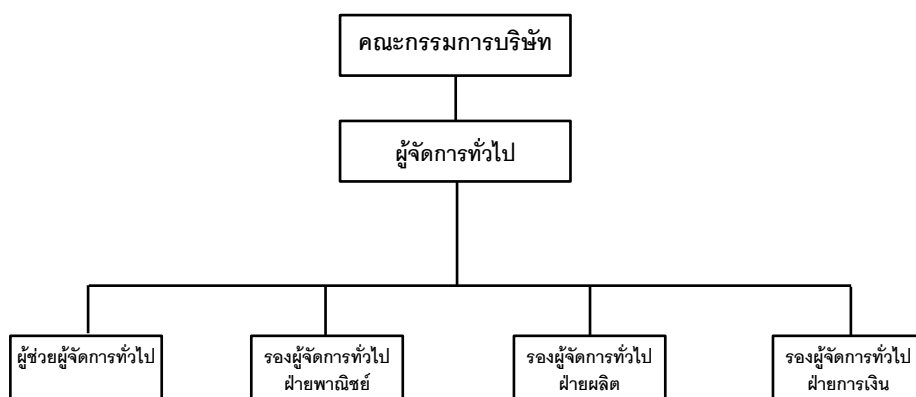 คณะกรรมการบริษัท
ผู้จัดการทั่วไป
ผู้ช่วยผู้จัดการทั่วไป
รองผู้จัดการทั่วไป
ฝ่ายพาณิชย์
รองผู้จัดการทั่วไป
ฝ่ายผลิต
รองผู้จัดการทั่วไป
ฝ่ายการเงิน